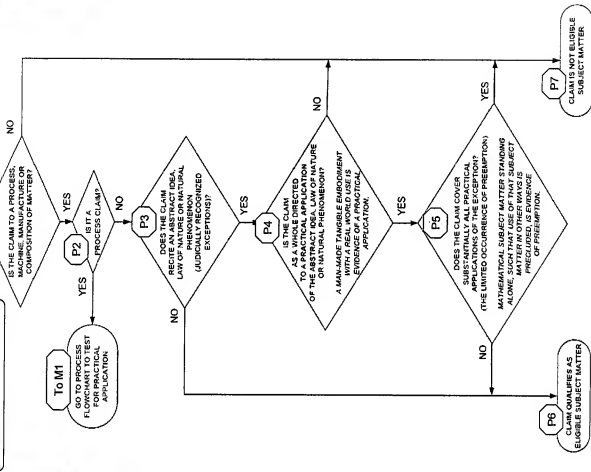 IS THE CLAIM TO A PROCESS,
MACHINE, MANUFACTURE OR
COMPOSITION OF MATTER?
NO
YES
P2
IS IT A
PROCESS CLAIM?
YES
NO
To M1
GO TO PROCESS
FLOWCHART TO TEST
FOR PRACTICAL
APPLICATION
P3
DOES THE CLAIM
RECITE AN ABSTRACT IDEA,
LAW OF NATURE OR NATURAL
PHENOMENON
(JUDICIALLY RECOGNIZED
EXCEPTIONS)?
NO
YES
P4
IS THE CLAIM
AS A WHOLE DIRECTED
TO A PRACTICAL APPLICATION
OF THE ABSTRACT IDEA, LAW OF NATURE
OR NATURAL PHENOMENON?
A MAN-MADE TANGIBLE EMBODIMENT
WITH A REAL WORLD USE IS
EVIDENCE OF A PRACTICAL
APPLICATION.
NO
YES
P5
DOES THE CLAIM COVER
SUBSTANTIALLY ALL PRACTICAL
APPLICATIONS OF THE EXCEPTION?
(THE LIMITED OCCURRENCE OF PREEMPTION)
MATHEMATICAL SUBJECT MATTER STANDING
ALONE, SUCH THAT USE OF THAT SUBJECT
MATTER IN OTHER WAYS IS
PRECLUDED, IS EVIDENCE
OF PREEMPTION.
YES
NO
P6
CLAIM QUALIFIES AS
ELIGIBLE SUBJECT MATTER
P7
CLAIM IS NOT ELIGIBLE
SUBJECT MATTER